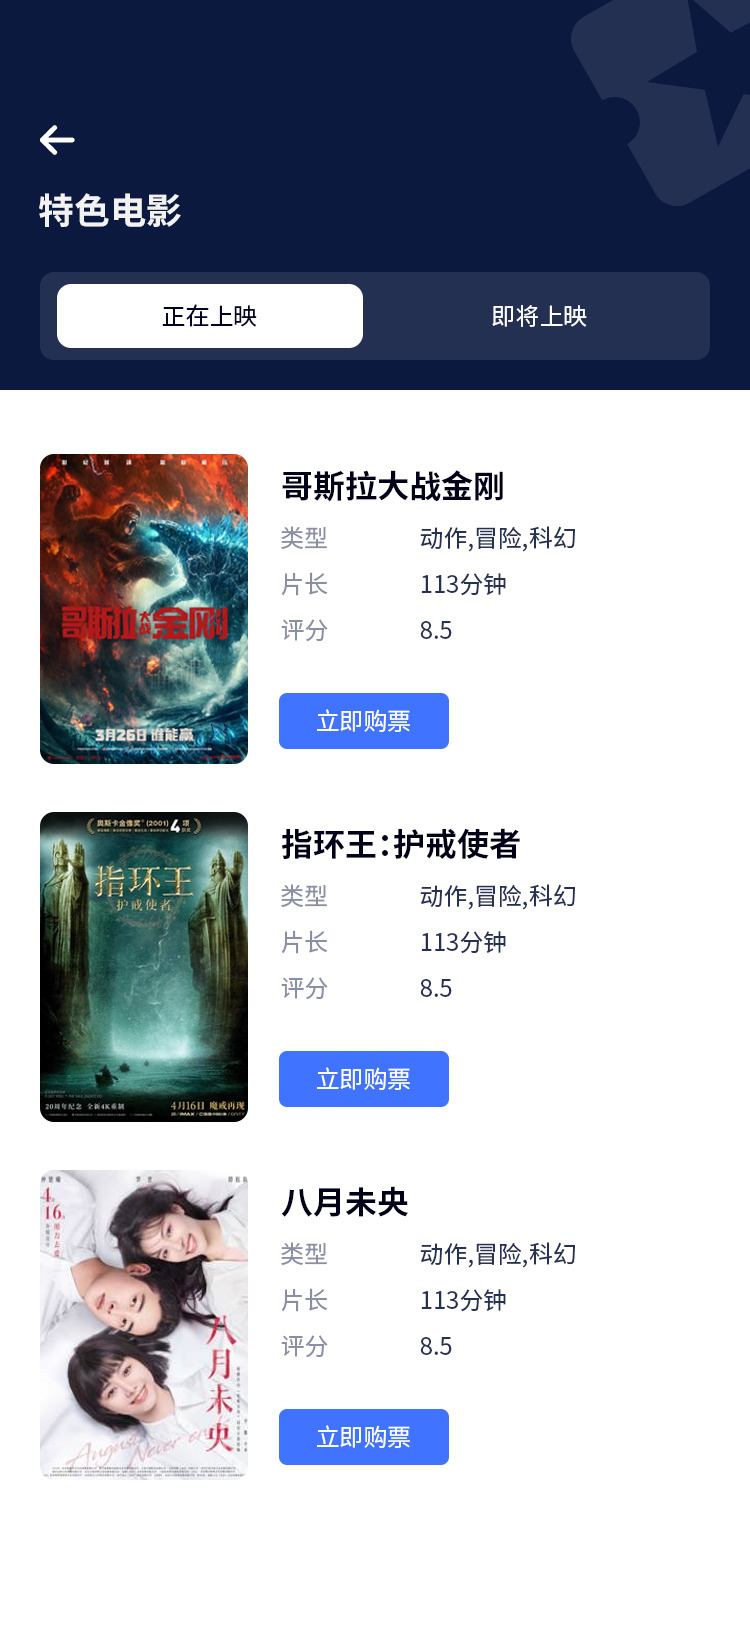 特色电影
正在上映
即将上映
哥斯拉大战金刚
类型 动作,冒险,科幻
片长 113分钟
评分 8.5
立即购票
哥斯拉大战金刚
3月26日 谁能赢
指环王:护戒使者
类型 动作,冒险,科幻
片长 113分钟
评分 8.5
立即购票
奥斯卡金像奖 (2001) 4项
指环王
护戒使者
20周年纪念 全新4K重制
4月16日 魔戒再现
八月未央
类型 动作,冒险,科幻
片长 113分钟
评分 8.5
立即购票
4
16
八月未央
August Never end